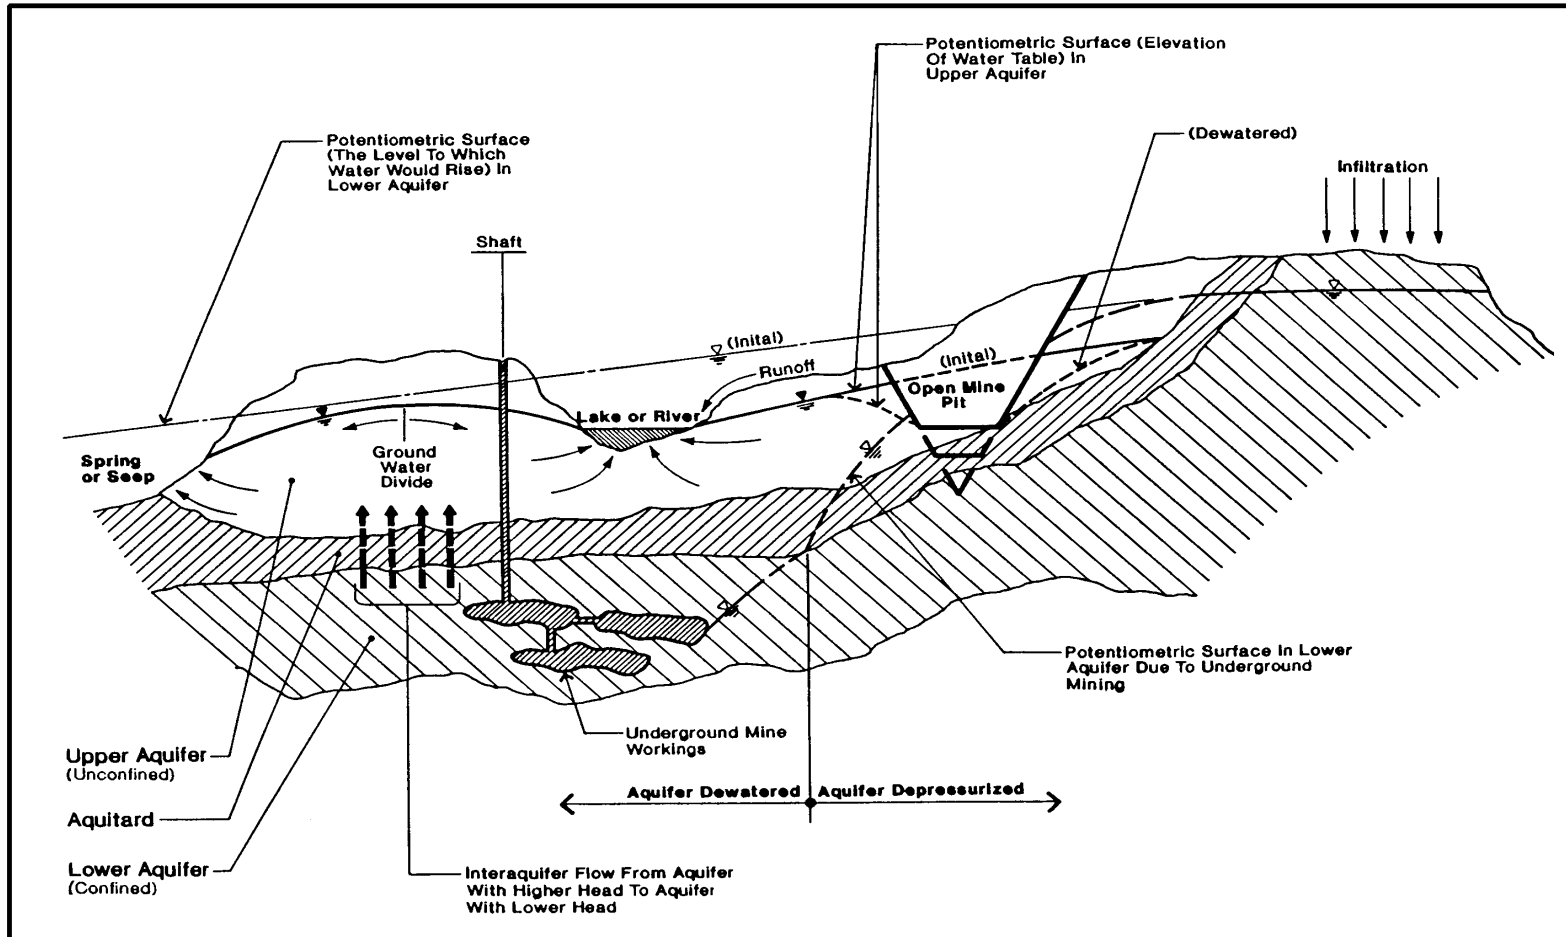 Potentiometric Surface (Elevation
Of Water Table) In
Upper Aquifer
Potentiometric Surface
(The Level To Which
Water Would Rise) In
Lower Aquifer
(Dewatered)
Infiltration
Shaft
(Inital)
(Inital)
Runoff
Open Mine
Pit
Lake or River
Spring
or Seep
Ground
Water
Divide
Potentiometric Surface In Lower
Aquifer Due To Underground
Mining
Underground Mine
Workings
Upper Aquifer
(Unconfined)
Aquifer Dewatered
Aquifer Depressurized
Aquitard
Lower Aquifer
(Confined)
Interaquifer Flow From Aquifer
With Higher Head To Aquifer
With Lower Head